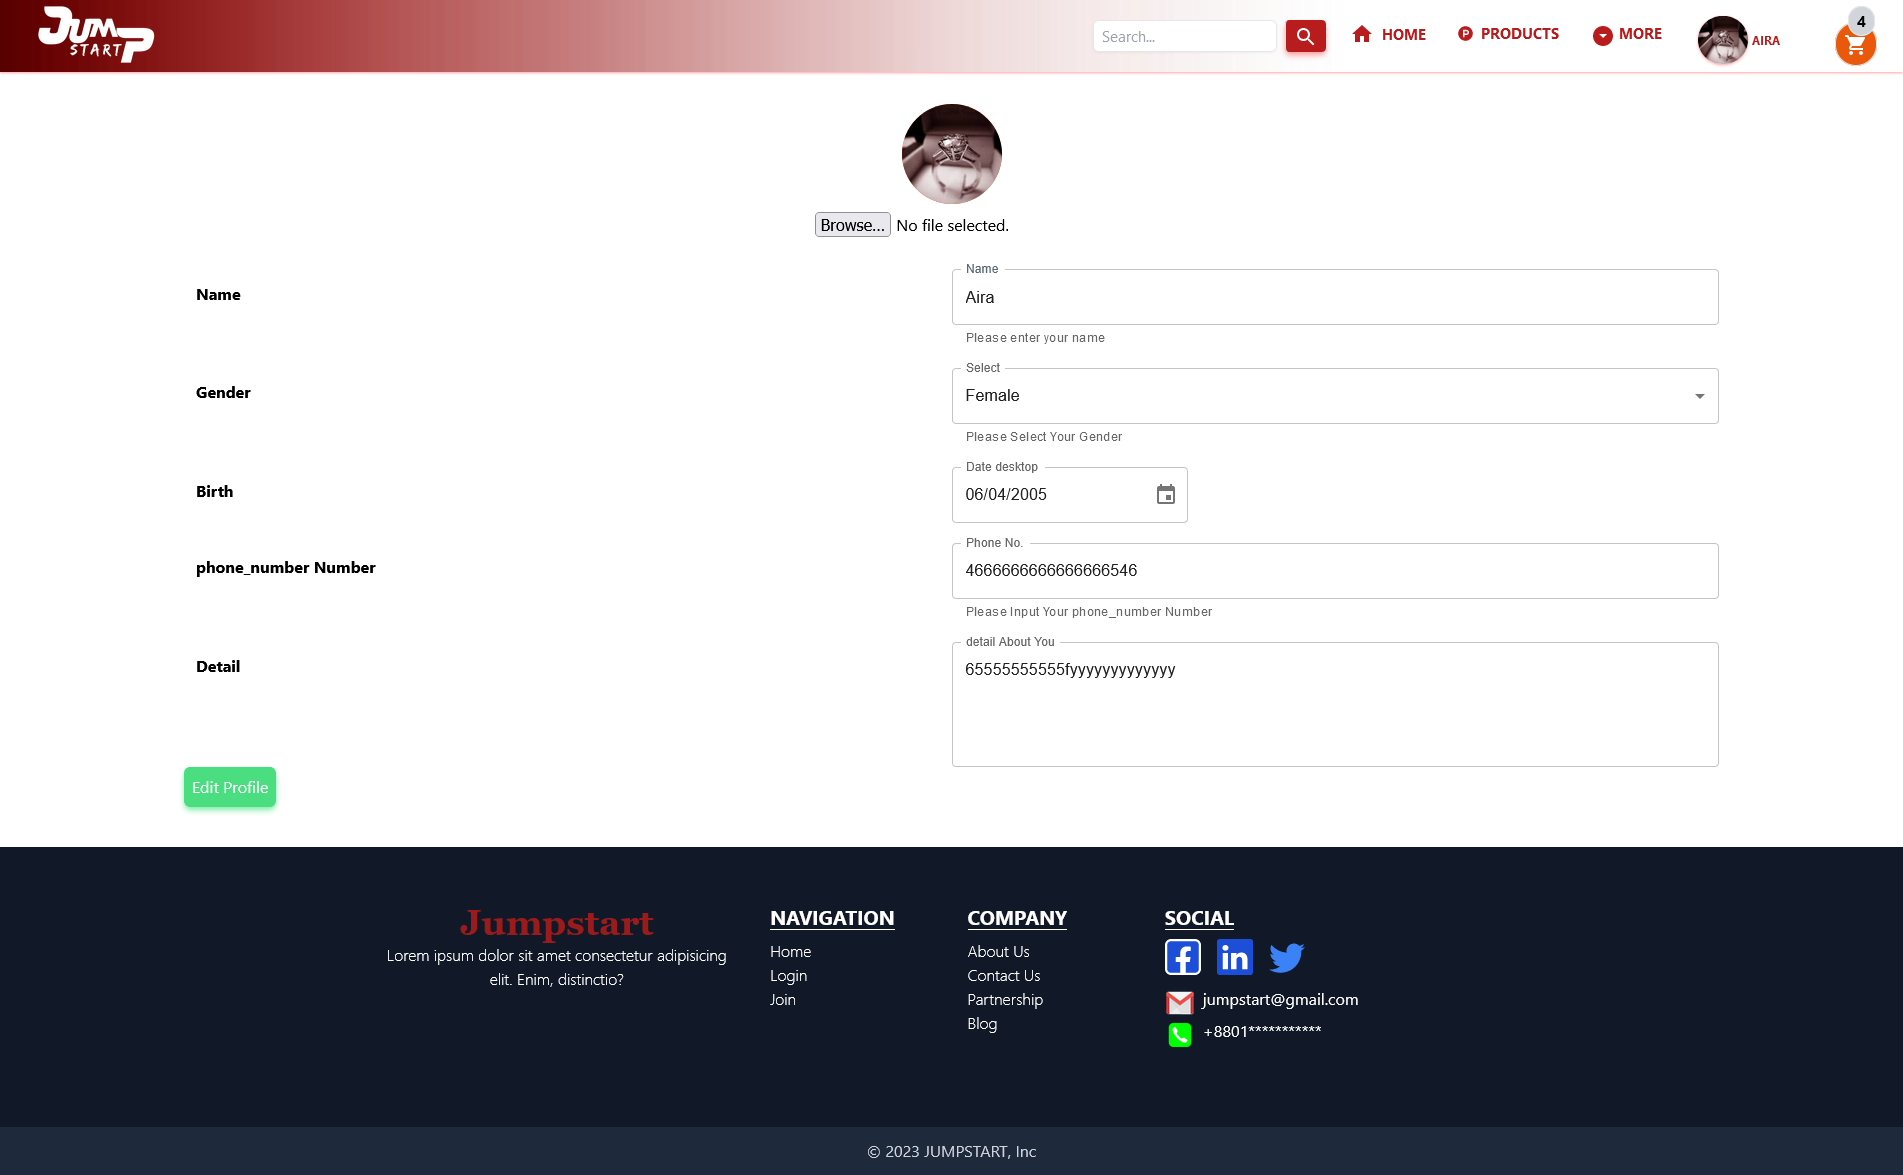 JUMP
START
Search...
HOME
PRODUCTS
MORE
AIRA
4
Browse... No file selected.
Name
Name
Aira
Please enter your name
Gender
Select
Female
Please Select Your Gender
Birth
Date desktop
06/04/2005
phone_number Number
Phone No.
4666666666666666546
Please Input Your phone_number Number
Detail
detail About You
65555555555fyyyyyyyyyyyyy
Edit Profile
Jumpstart
Lorem ipsum dolor sit amet consectetur adipisicing
elit. Enim, distinctio?
NAVIGATION
Home
Login
Join
COMPANY
About Us
Contact Us
Partnership
Blog
SOCIAL
jumpstart@gmail.com
+8801***********
© 2023 JUMPSTART, Inc